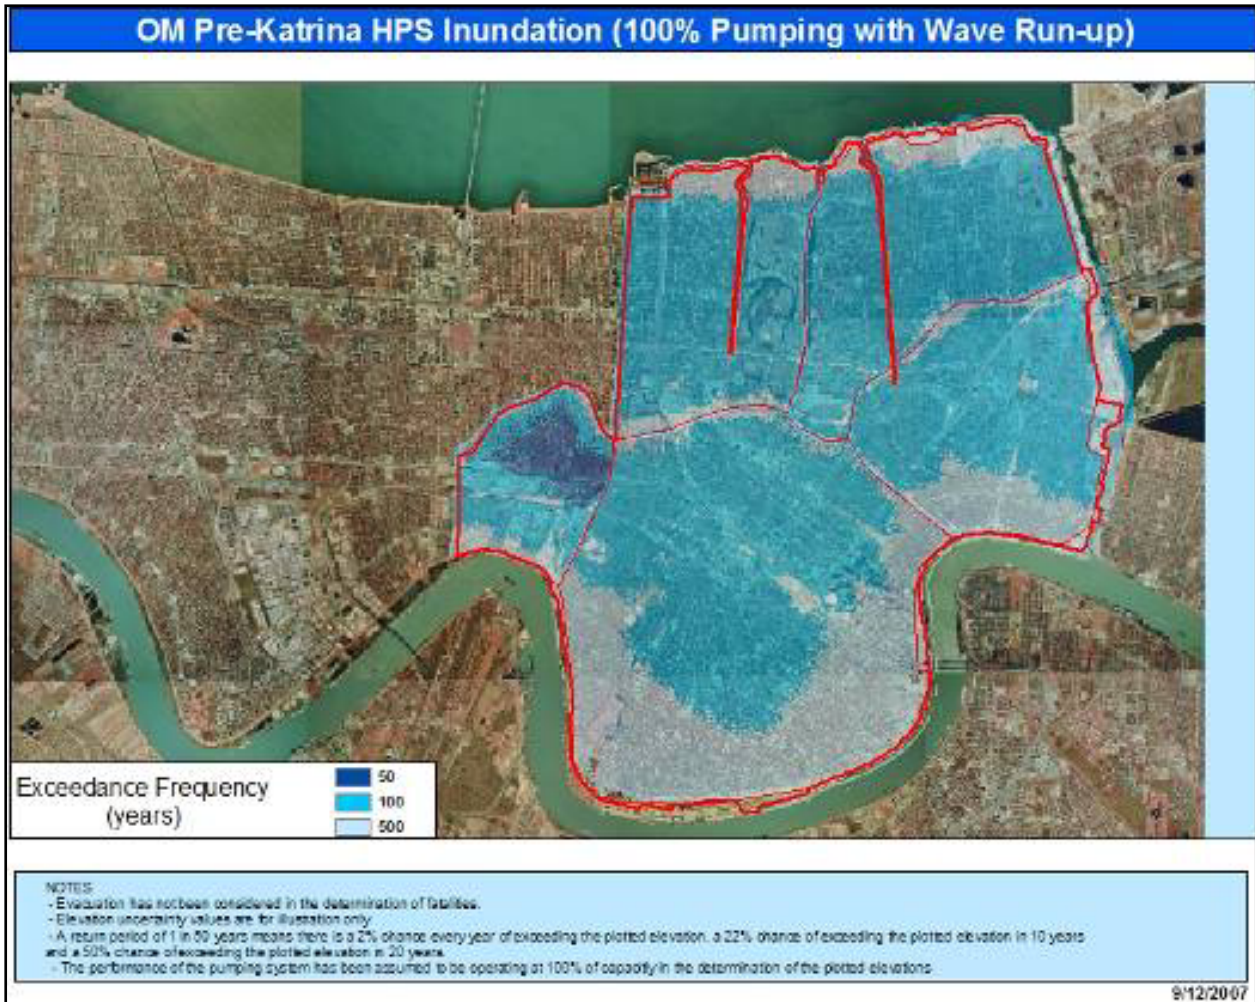 OM Pre-Katrina HPS Inundation (100% Pumping with Wave Run-up)
Exceedance Frequency
(years)
50
100
500
NOTES
- Evacuation has not been considered in the determination of fatalities.
- Elevation uncertainty values are for illustration only
- A return period of 1 in 50 years means there is a 2% chance every year of exceeding the plotted elevation, a 22% chance of exceeding the plotted elevation in 10 years
and a 50% chance of exceeding the plotted elevation in 20 years.
- The performance of the pumping system has been assumed to be operating at 100% of capacity in the determination of the plotted elevations
9/12/2007